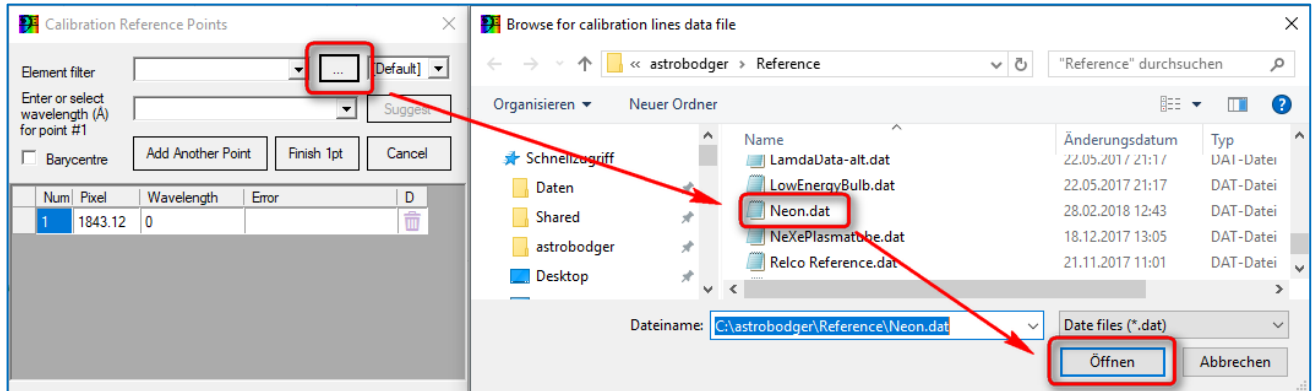 Calibration Reference Points
Element filter ... [Default]
Enter or select
wavelength (Å)
for point #1
Suggest
Barycentre Add Another Point Finish 1pt Cancel
Num Pixel Wavelength Error D
1 1843.12 0
Browse for calibration lines data file
« astrobodger > Reference "Reference" durchsuchen
Organisieren Neuer Ordner ?
Name Änderungsdatum Typ
Schnellzugriff
Daten
Shared
astrobodger
Desktop
LamdaData-alt.dat 22.05.2017 21:17 DAT-Datei
LowEnergyBulb.dat 22.05.2017 21:17 DAT-Datei
Neon.dat 28.02.2018 12:43 DAT-Datei
NeXePlasmatube.dat 18.12.2017 13:05 DAT-Datei
Relco Reference.dat 21.11.2017 11:01 DAT-Datei
Dateiname: C:\astrobodger\Reference\Neon.dat Date files (*.dat)
Öffnen Abbrechen